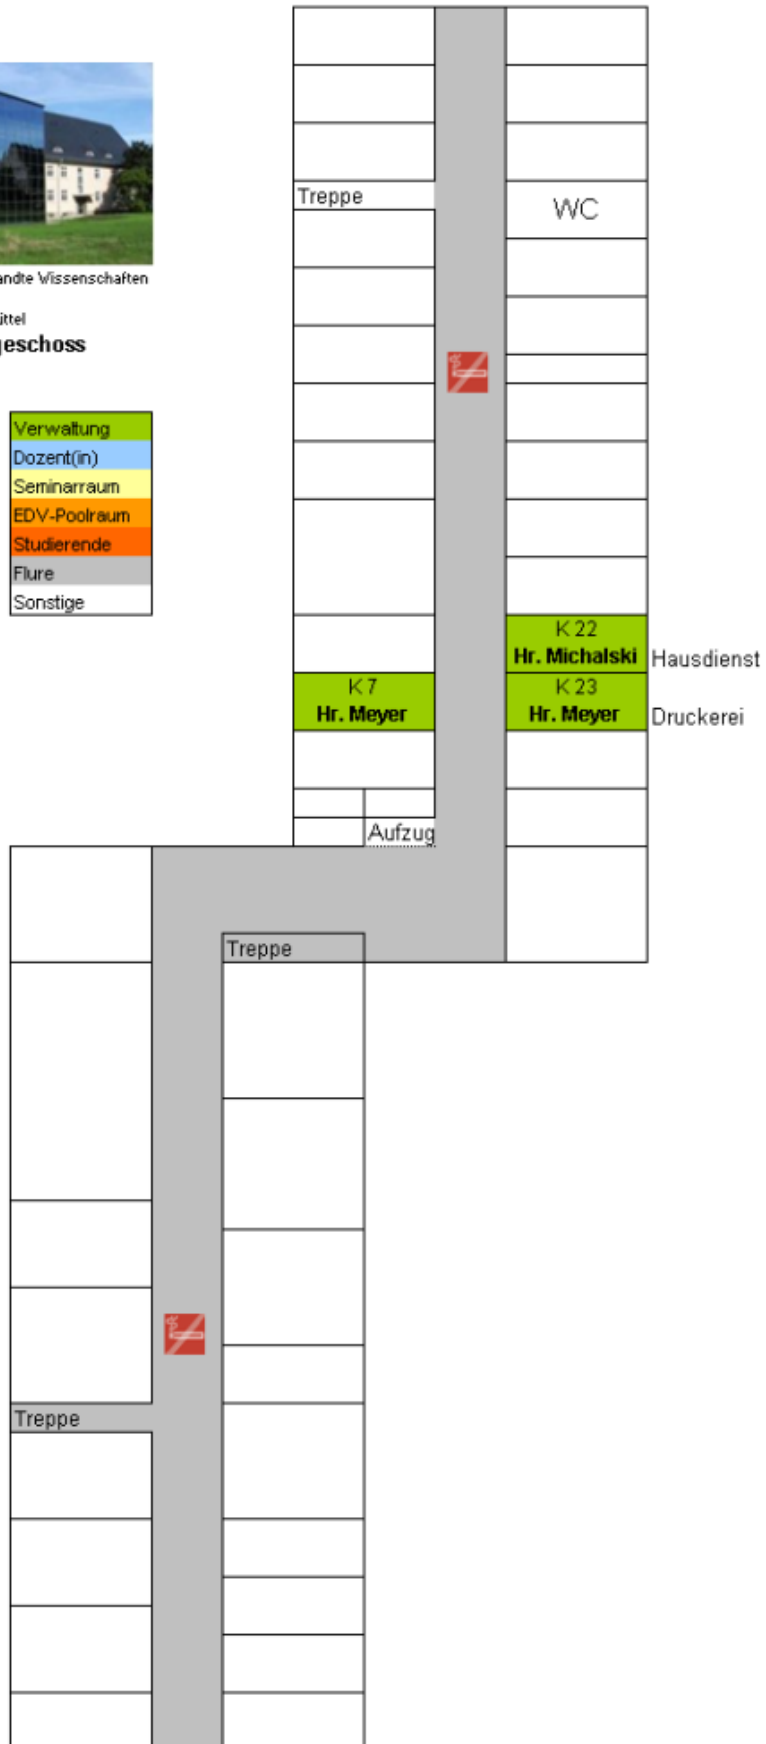 Treppe
WC
andte Wissenschaften
üttel
geschoss
Verwaltung
Dozent(in)
Seminarraum
EDV-Poolraum
Studierende
Flure
Sonstige
K 22
Hr. Michalski Hausdienst
K 7
Hr. Meyer
K 23
Hr. Meyer Druckerei
Aufzug
Treppe
Treppe